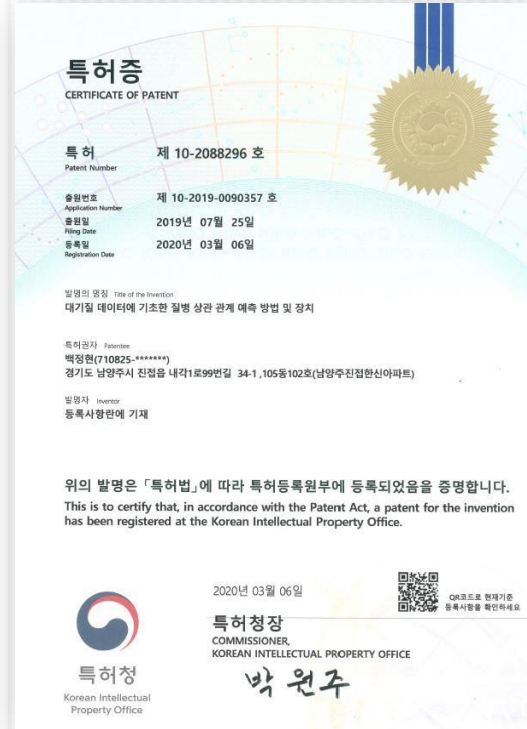 특허증
CERTIFICATE OF PATENT
특허 제 10-2088296 호
Patent Number
출원번호 제 10-2019-0090357 호
Application Number
출원일 2019년 07월 25일
Filing Date
등록일 2020년 03월 06일
Registration Date
발명의 명칭 Title of the Invention
대기질 데이터에 기초한 질병 상관 관계 예측 방법 및 장치
특허권자 Patentee
백정현(710825-*******)
경기도 남양주시 진접읍 내각1로99번길 34-1 ,105동102호(남양주진접한신아파트)
발명자 Inventor
등록사항란에 기재
위의 발명은 「특허법」에 따라 특허등록원부에 등록되었음을 증명합니다.
This is to certify that, in accordance with the Patent Act, a patent for the invention
has been registered at the Korean Intellectual Property Office.
2020년 03월 06일
QR코드로 현재기준
등록사항을 확인하세요
특허청장
COMMISSIONER,
KOREAN INTELLECTUAL PROPERTY OFFICE
박원주
특허청
Korean Intellectual
Property Office